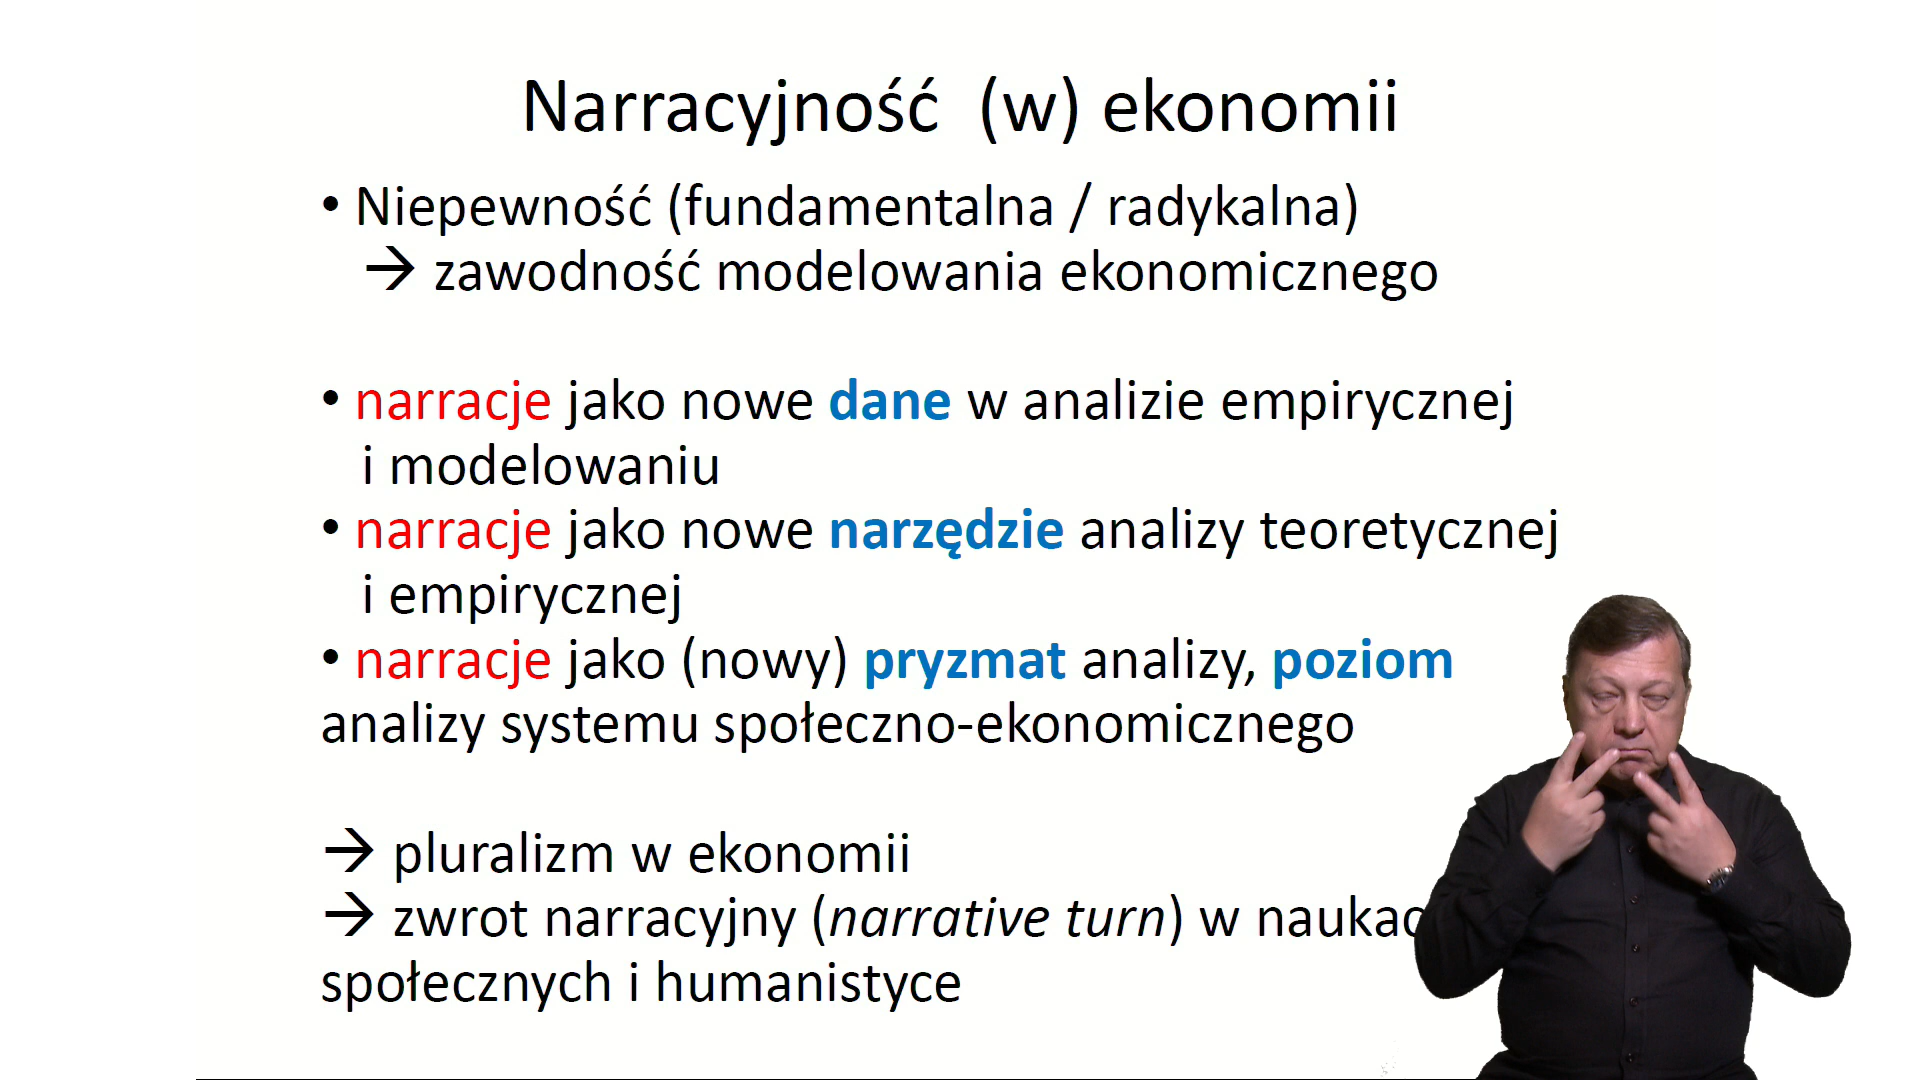 Narracyjność (w) ekonomii
• Niepewność (fundamentalna / radykalna)
→ zawodność modelowania ekonomicznego
• narracje jako nowe dane w analizie empirycznej
i modelowaniu
• narracje jako nowe narzędzie analizy teoretycznej
i empirycznej
• narracje jako (nowy) pryzmat analizy, poziom
analizy systemu społeczno-ekonomicznego
→ pluralizm w ekonomii
→ zwrot narracyjny (narrative turn) w
społecznych i humanistyce